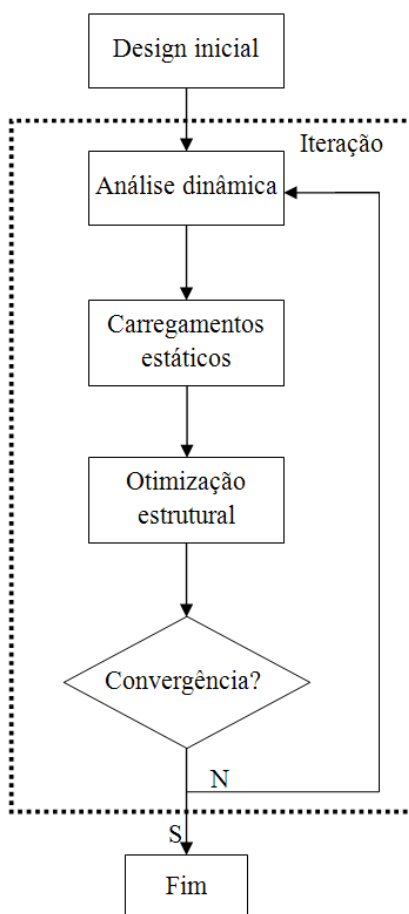 Design inicial
Iteração
Análise dinâmica
Carregamentos
estáticos
Otimização
estrutural
Convergência?
N
S
Fim